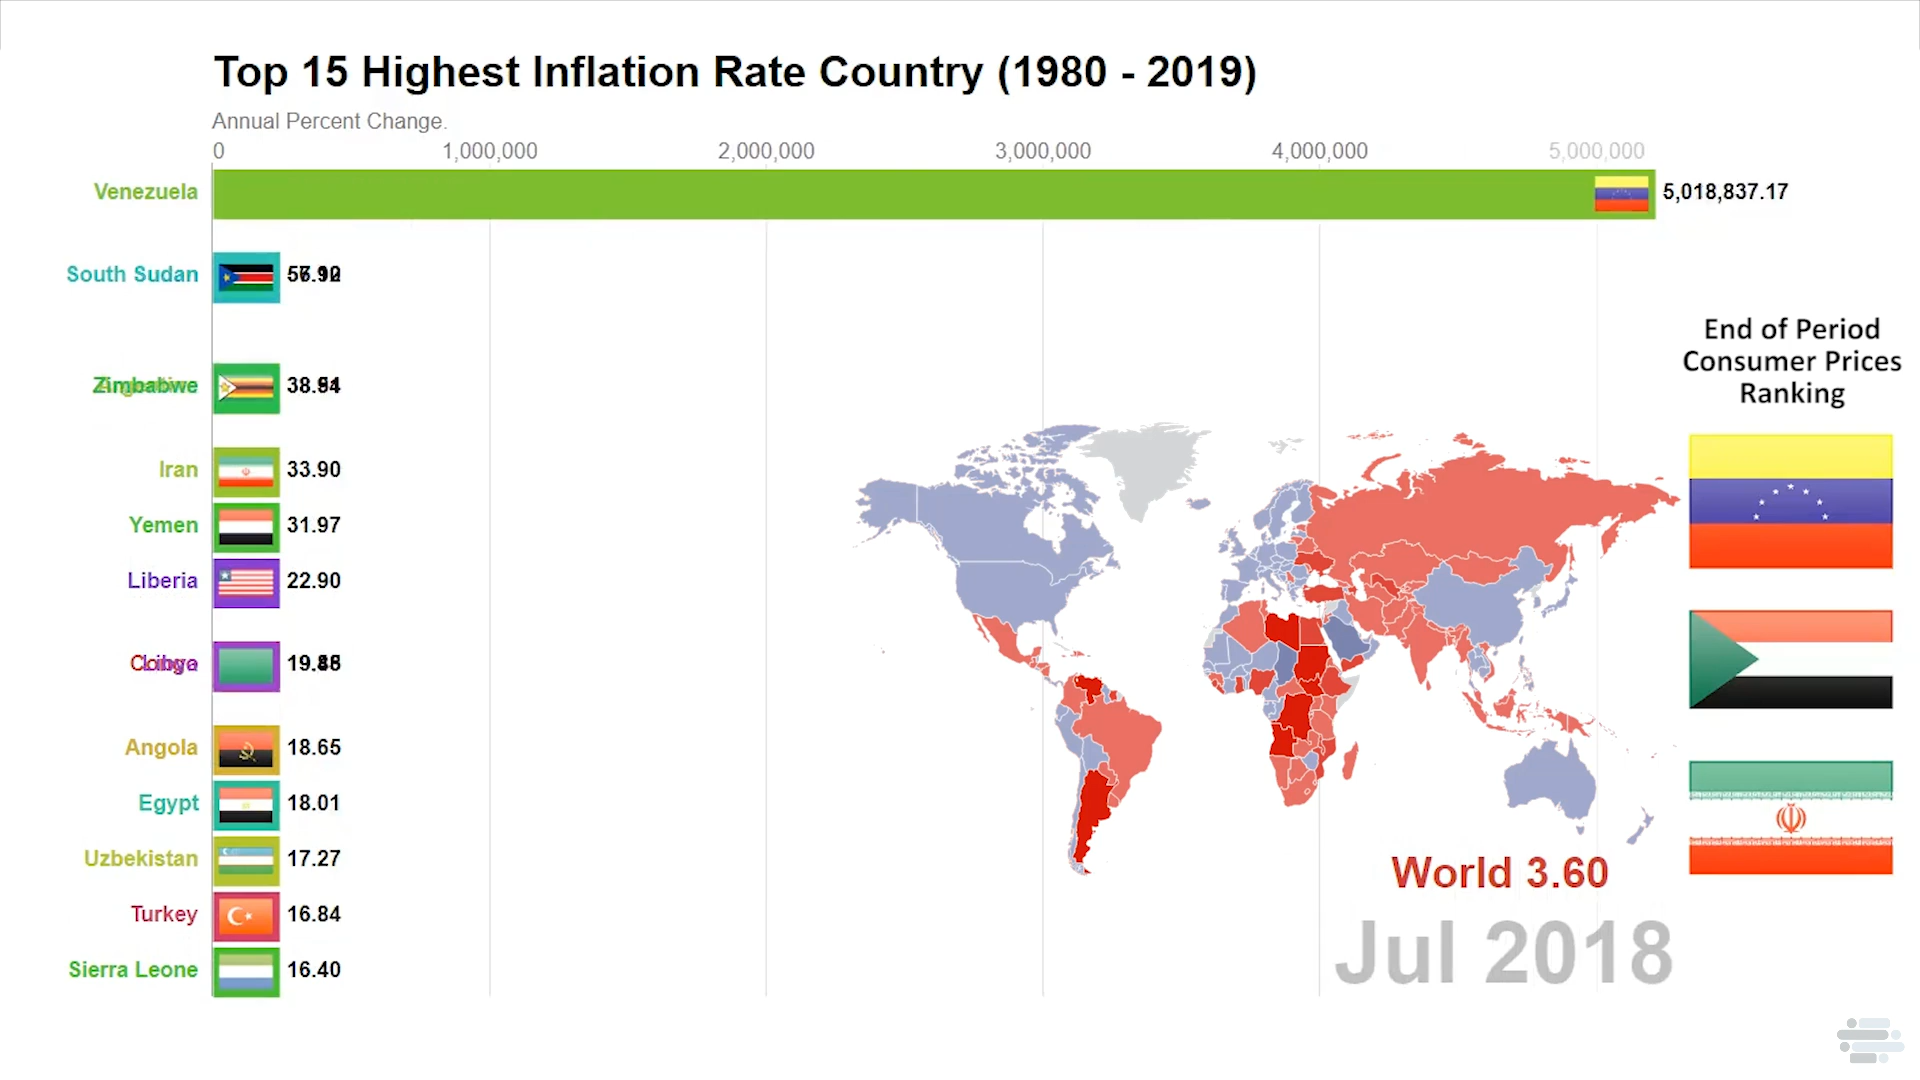 Top 15 Highest Inflation Rate Country (1980 - 2019)
Annual Percent Change.
0 1,000,000 2,000,000 3,000,000 4,000,000 5,000,000
Venezuela 5,018,837.17
South Sudan
Zimbabwe
Iran 33.90
Yemen 31.97
Liberia 22.90
Angola 18.65
Egypt 18.01
Uzbekistan 17.27
Turkey 16.84
Sierra Leone 16.40
End of Period
Consumer Prices
Ranking
World 3.60
Jul 2018